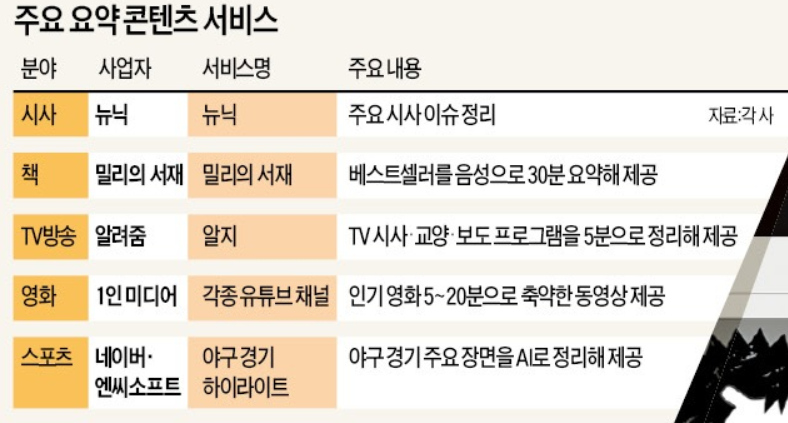 주요 요약 콘텐츠 서비스
분야 사업자 서비스명 주요 내용
시사 뉴닉 뉴닉 주요 시사 이슈 정리 자료:각 사
책 밀리의 서재 밀리의 서재 베스트셀러를 음성으로 30분 요약해 제공
TV방송 알려줌 알지 TV 시사·교양·보도 프로그램을 5분으로 정리해 제공
영화 1인 미디어 각종 유튜브 채널 인기 영화 5~20분으로 축약한 동영상 제공
스포츠 네이버· 야구 경기 야구 경기 주요 장면을 AI로 정리해 제공
엔씨소프트 하이라이트